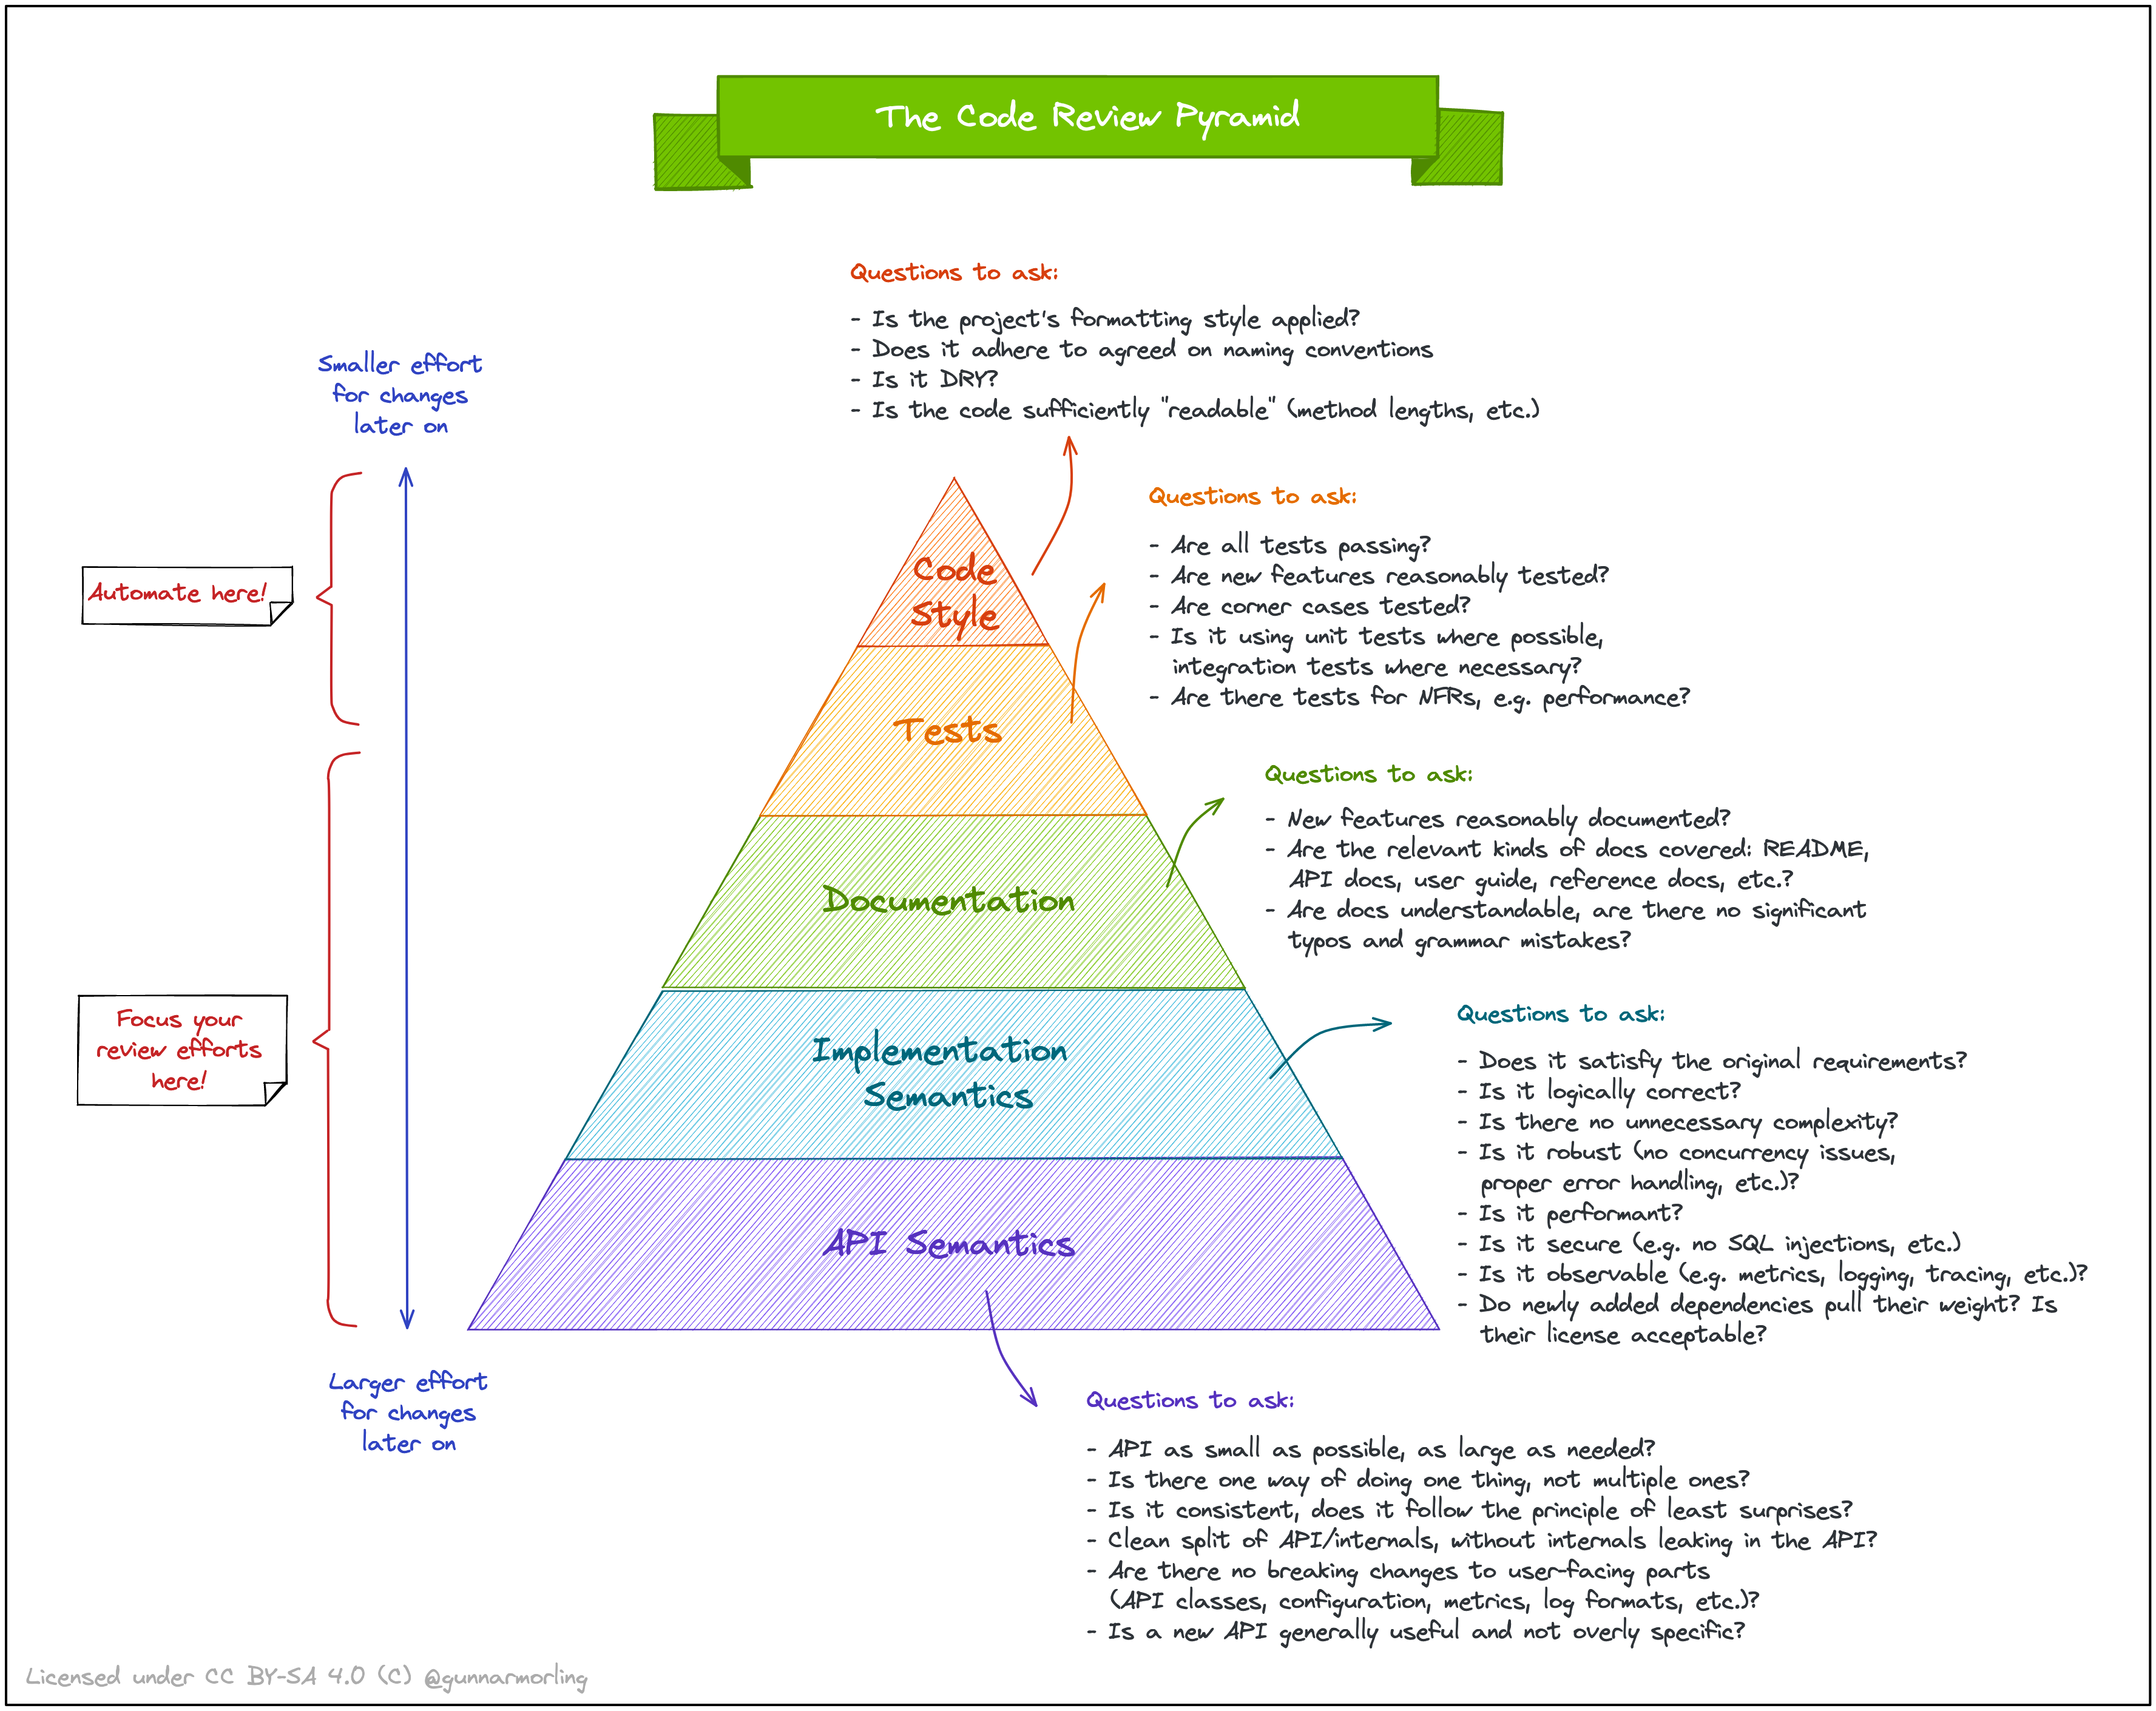 The Code Review Pyramid
Questions to ask:
- Is the project's formatting style applied?
- Does it adhere to agreed on naming conventions
- Is it DRY?
- Is the code sufficiently "readable" (method lengths, etc.)
Smaller effort
for changes
later on
Questions to ask:
- Are all tests passing?
- Are new features reasonably tested?
- Are corner cases tested?
- Is it using unit tests where possible,
integration tests where necessary?
- Are there tests for NFRs, e.g. performance?
Automate here!
Code
Style
Tests
Questions to ask:
- New features reasonably documented?
- Are the relevant kinds of docs covered: README,
API docs, user guide, reference docs, etc.?
- Are docs understandable, are there no significant
typos and grammar mistakes?
Documentation
Focus your
review efforts
here!
Implementation
Semantics
Questions to ask:
- Does it satisfy the original requirements?
- Is it logically correct?
- Is there no unnecessary complexity?
- Is it robust (no concurrency issues,
proper error handling, etc.)?
- Is it performant?
- Is it secure (e.g. no SQL injections, etc.)
- Is it observable (e.g. metrics, logging, tracing, etc.)?
- Do newly added dependencies pull their weight? Is
their license acceptable?
API Semantics
Larger effort
for changes
later on
Questions to ask:
- API as small as possible, as large as needed?
- Is there one way of doing one thing, not multiple ones?
- Is it consistent, does it follow the principle of least surprises?
- Clean split of API/internals, without internals leaking in the API?
- Are there no breaking changes to user-facing parts
(API classes, configuration, metrics, log formats, etc.)?
- Is a new API generally useful and not overly specific?
Licensed under CC BY-SA 4.0 (C) @gunnarmorling